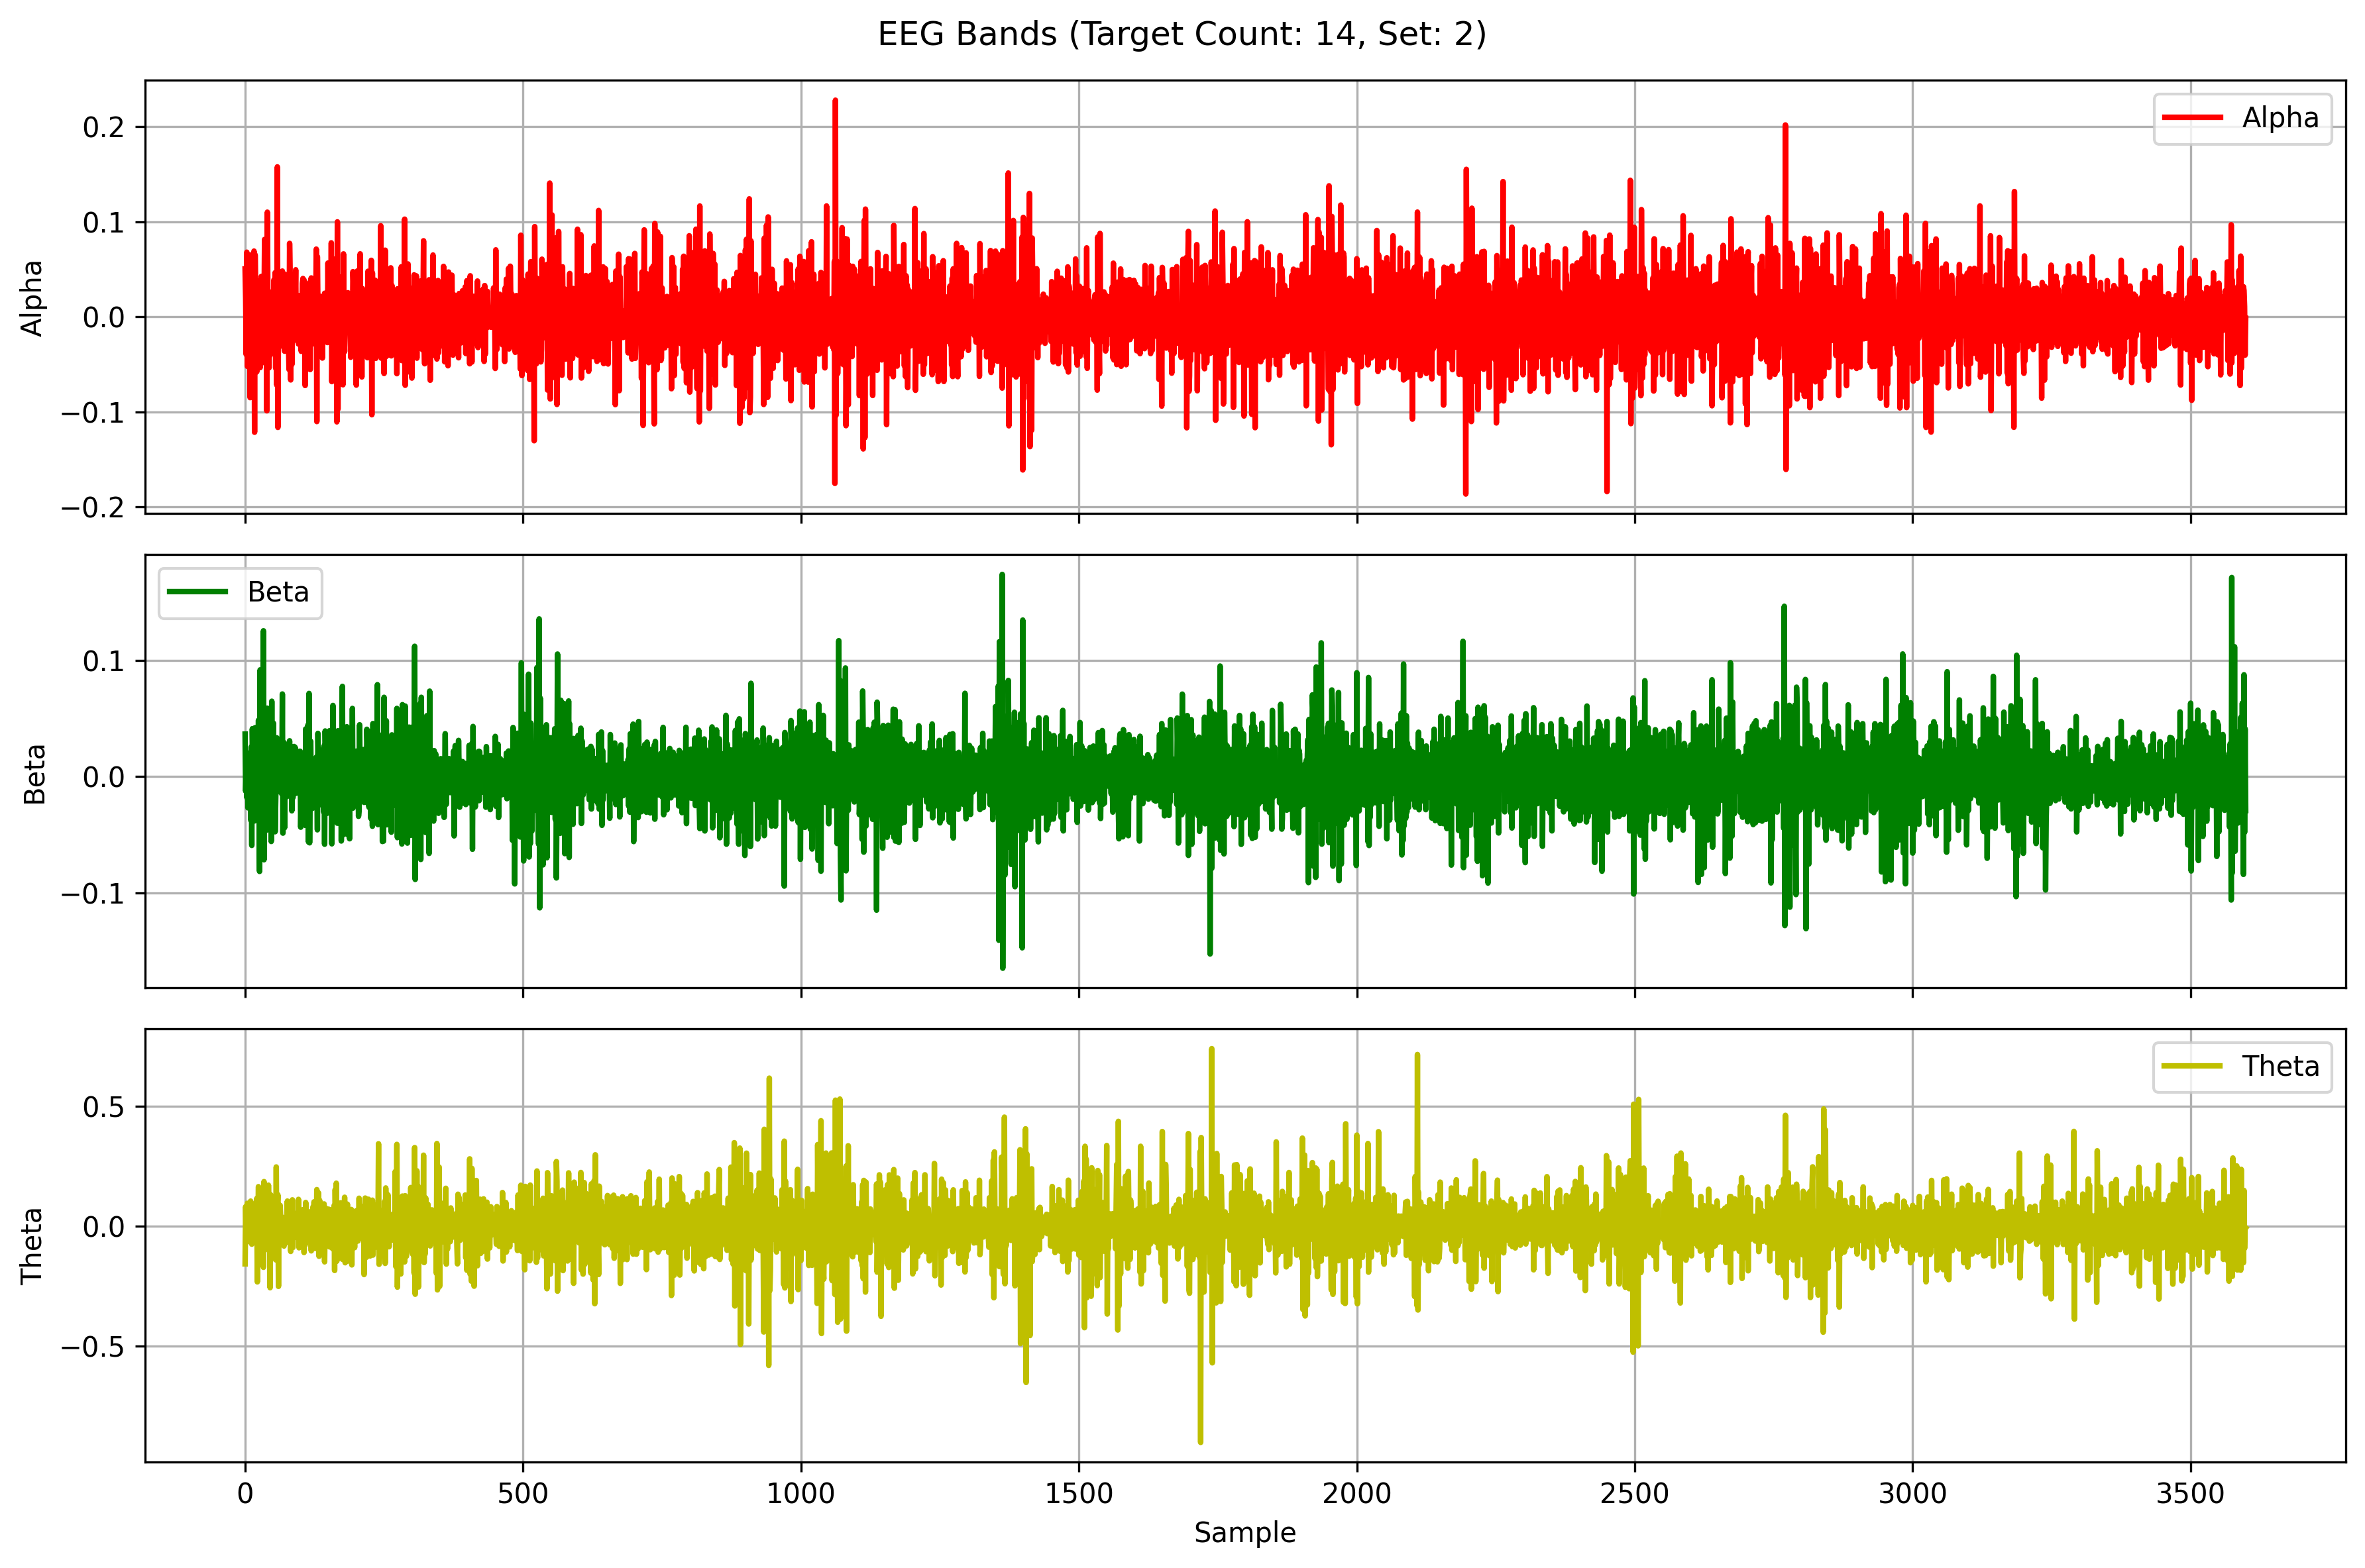 EEG Bands (Target Count: 14, Set: 2)
Alpha
0.2
0.1
0.0
−0.1
−0.2
Alpha
Beta
0.1
0.0
−0.1
Beta
Theta
0.5
0.0
−0.5
Theta
0 500 1000 1500 2000 2500 3000 3500
Sample